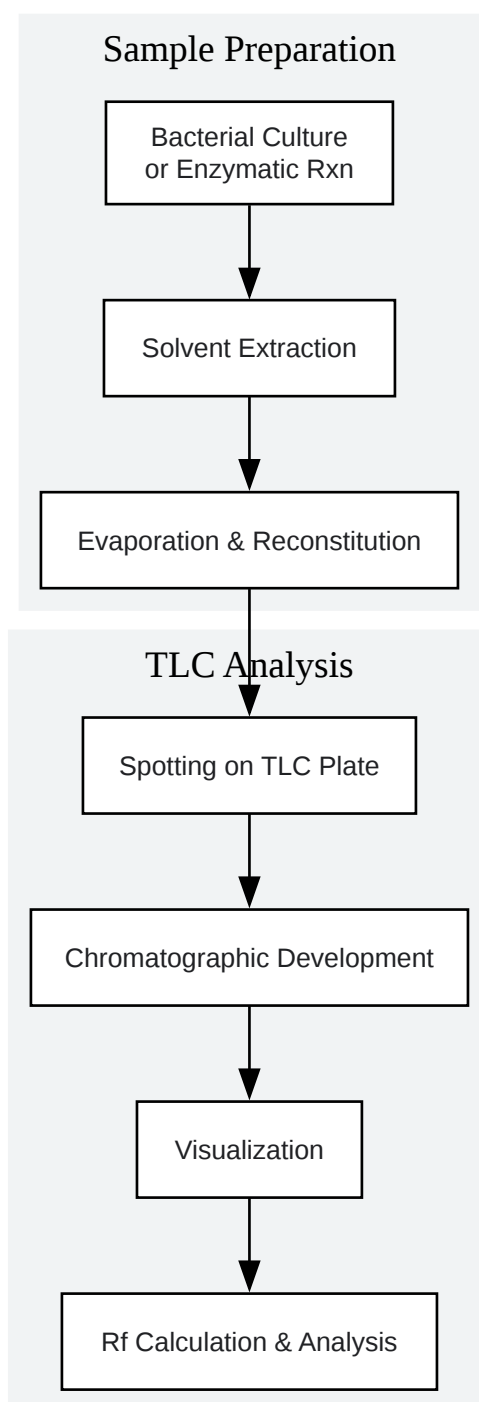 Sample Preparation
Bacterial Culture
or Enzymatic Rxn
Solvent Extraction
Evaporation & Reconstitution
TLC Analysis
Spotting on TLC Plate
Chromatographic Development
Visualization
Rf Calculation & Analysis